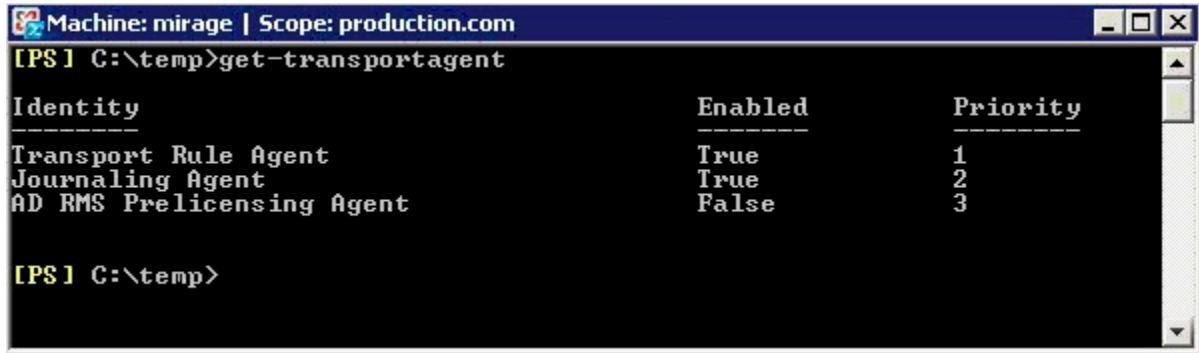 Machine: mirage | Scope: production.com
[PS] C:\temp>get-transportagent
Identity Enabled Priority
-------- ------- --------
Transport Rule Agent True 1
Journaling Agent True 2
AD RMS Prelicensing Agent False 3
[PS] C:\temp>